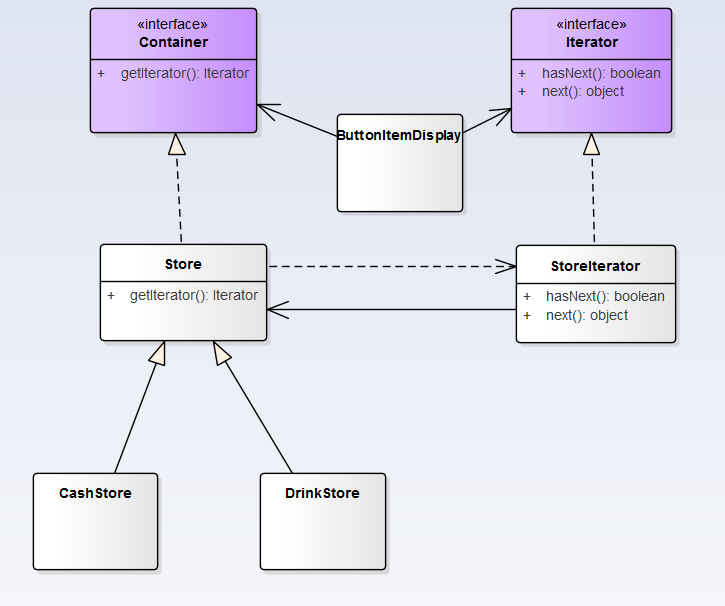 «interface»
Container
+ getIterator(): Iterator
«interface»
Iterator
+ hasNext(): boolean
+ next(): object
ButtonItemDisplay
Store
+ getIterator(): Iterator
StoreIterator
+ hasNext(): boolean
+ next(): object
CashStore
DrinkStore